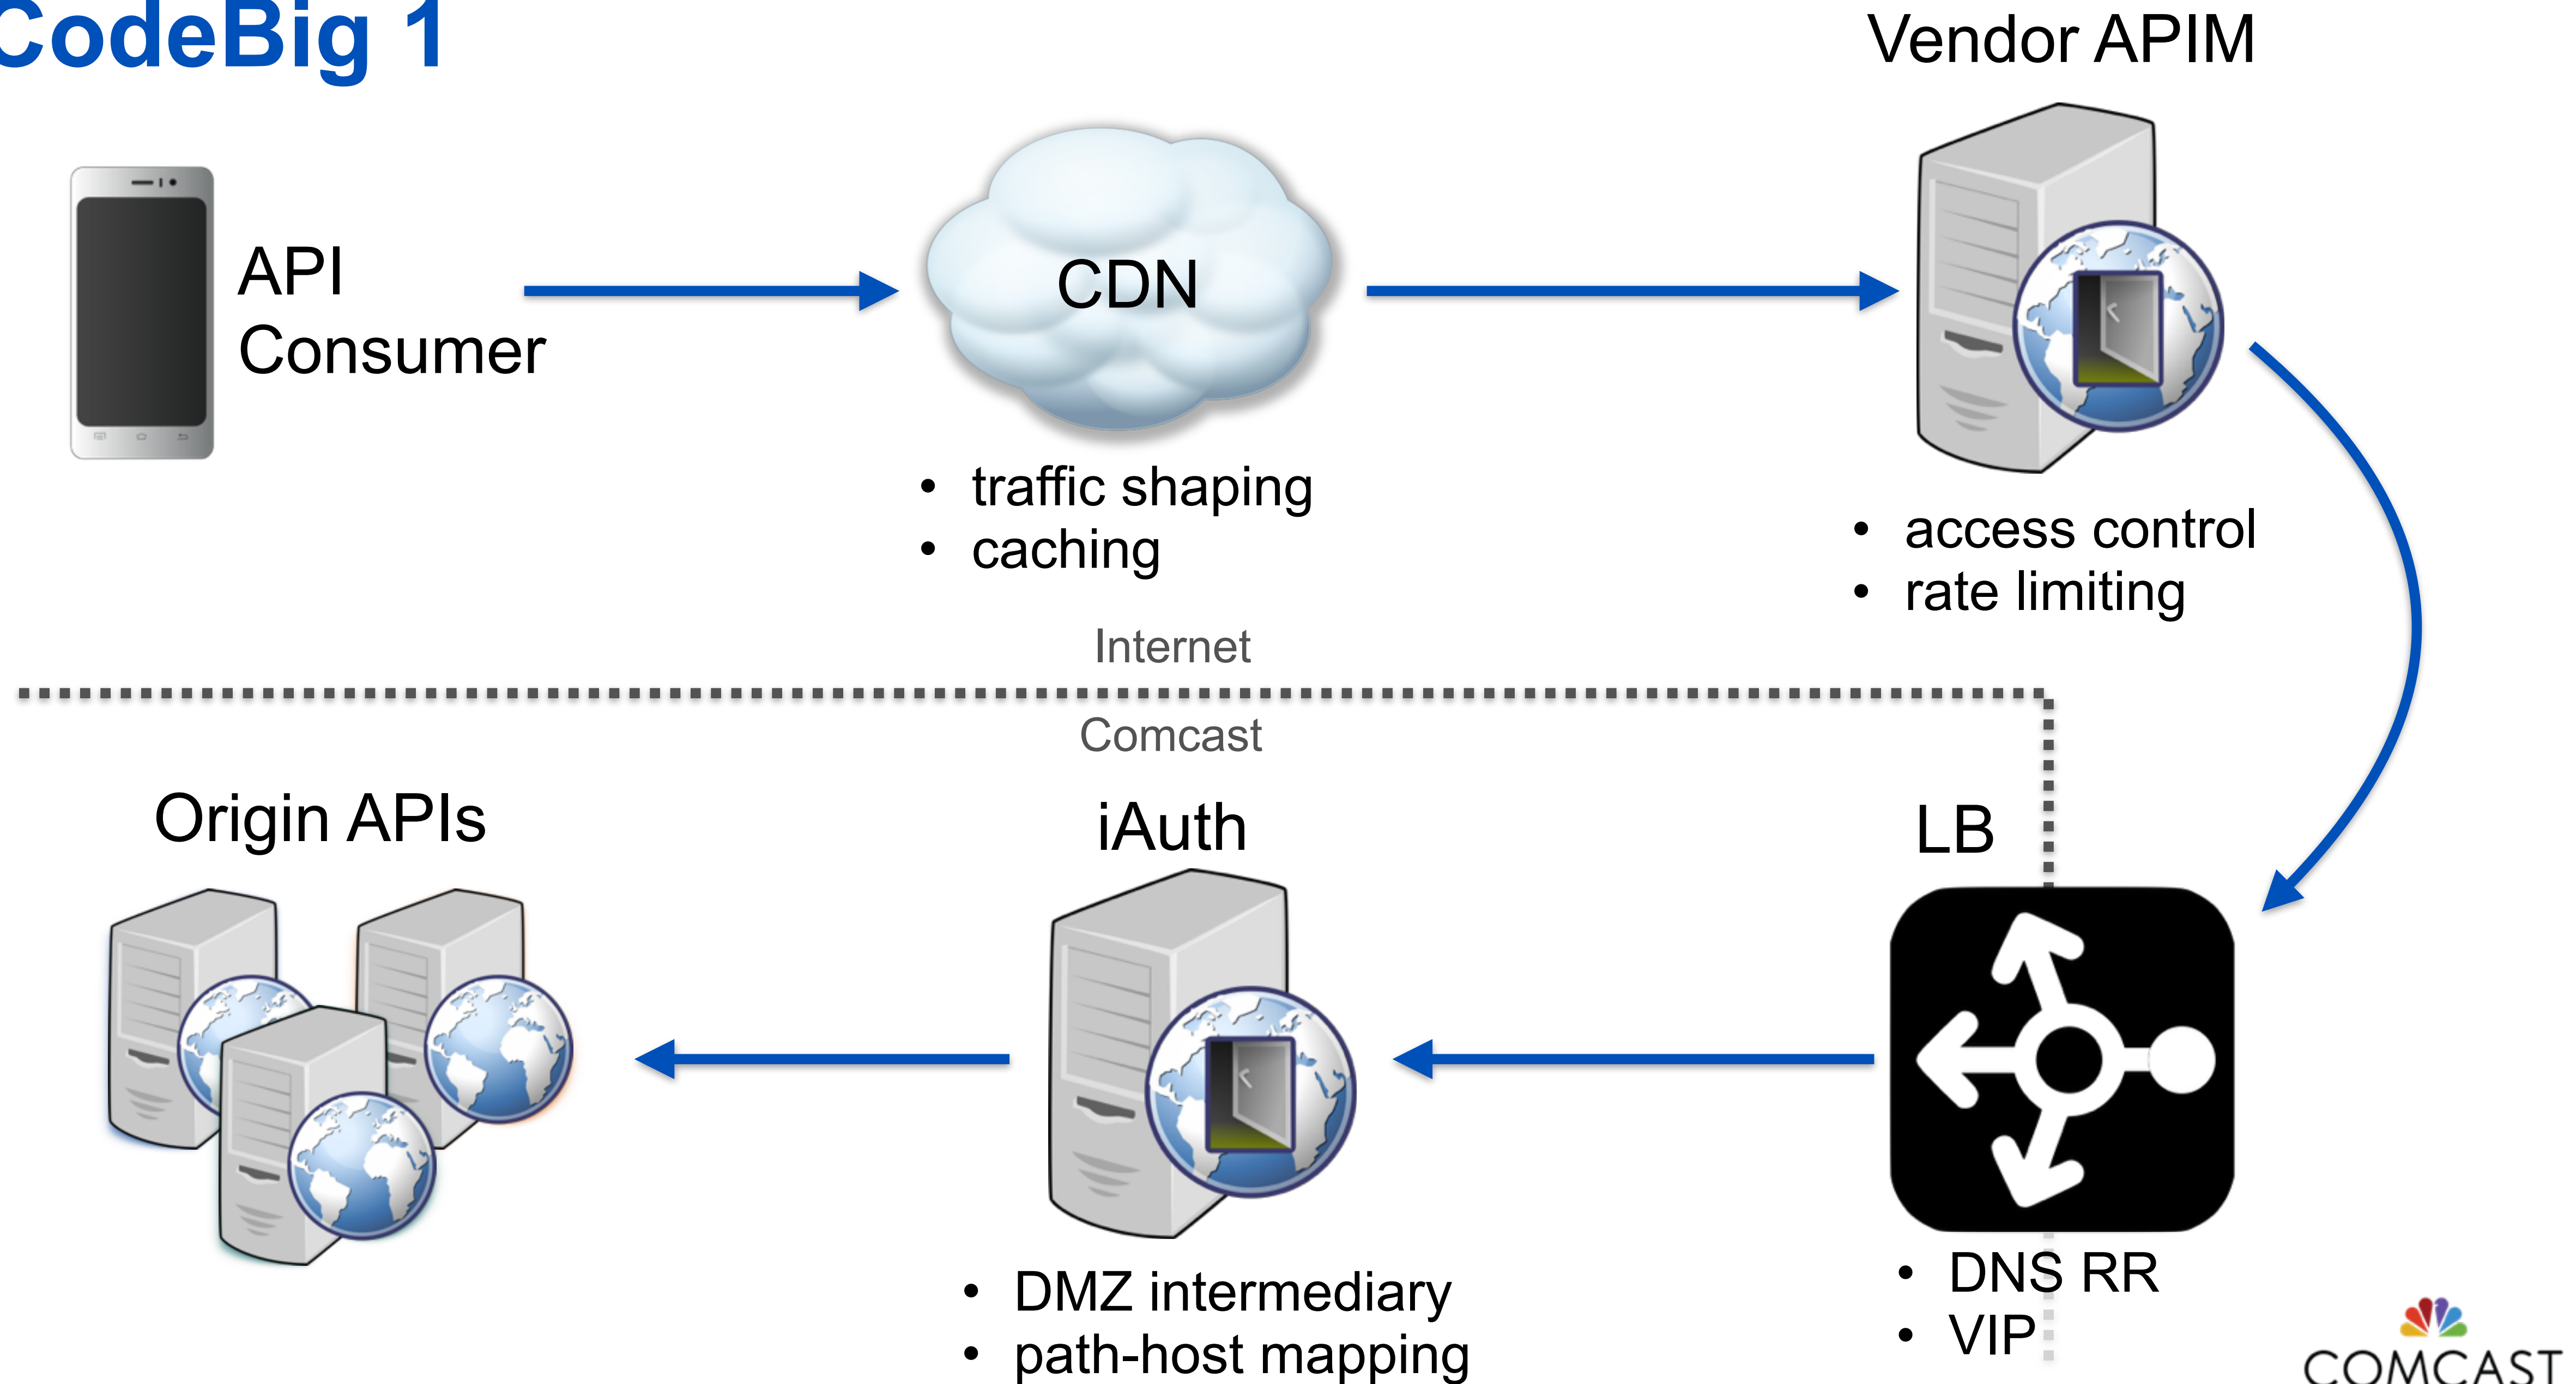 CodeBig 1
Vendor APIM
API
Consumer
CDN
• traffic shaping
• caching
• access control
• rate limiting
Internet
Comcast
Origin APIs
iAuth
LB
• DMZ intermediary
• path-host mapping
• DNS RR
• VIP
COMCAST